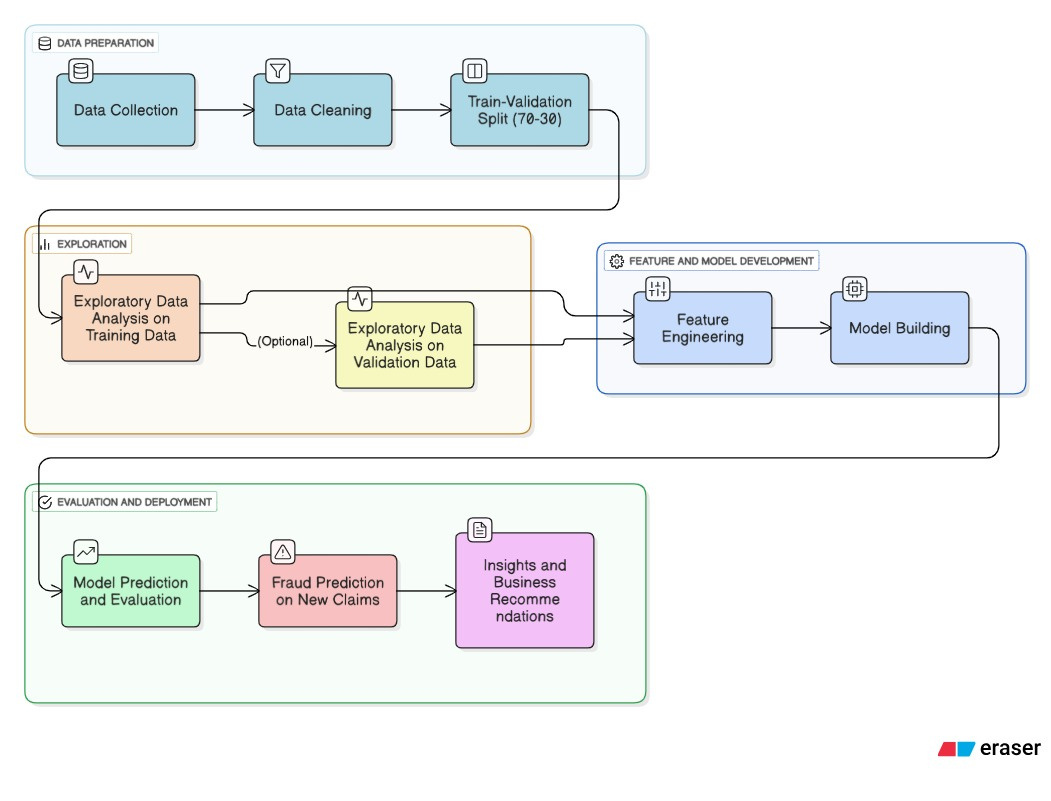 DATA PREPARATION
Data Collection
Data Cleaning
Train-Validation
Split (70-30)
EXPLORATION
Exploratory Data
Analysis on
Training Data
(Optional)
Exploratory Data
Analysis on
Validation Data
FEATURE AND MODEL DEVELOPMENT
Feature
Engineering
Model Building
EVALUATION AND DEPLOYMENT
Model Prediction
and Evaluation
Fraud Prediction
on New Claims
Insights and
Business
Recomme
ndations
eraser